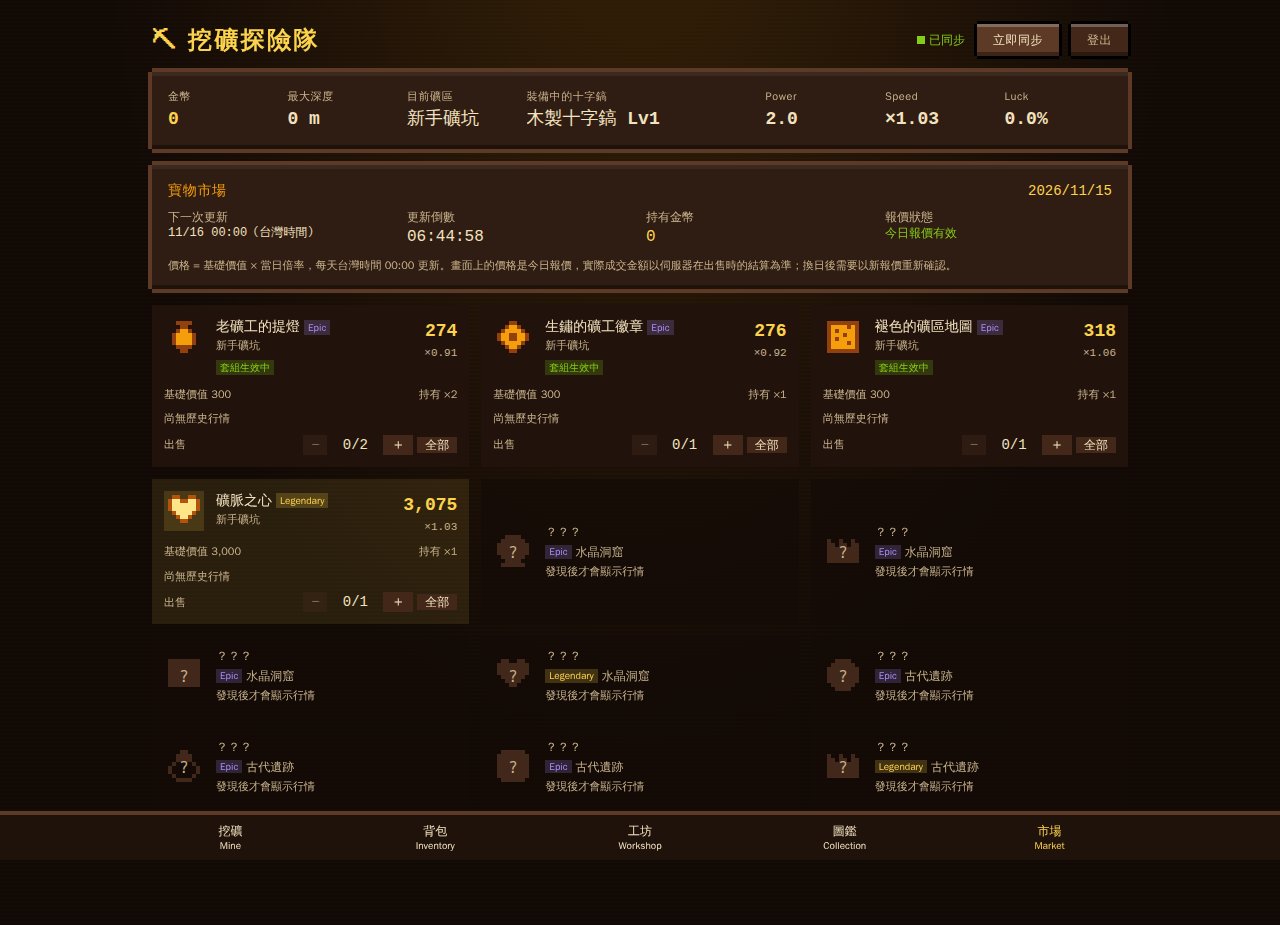 挖礦探險隊
已同步 立即同步 登出
金幣 最大深度 目前礦區 裝備中的十字鎬 Power Speed Luck
0 0 m 新手礦坑 木製十字鎬 Lv1 2.0 ×1.03 0.0%
寶物市場 2026/11/15
下一次更新 更新倒數 持有金幣 報價狀態
11/16 00:00 (台灣時間) 06:44:58 0 今日報價有效
價格 = 基礎價值 × 當日倍率，每天台灣時間 00:00 更新。畫面上的價格是今日報價，實際成交金額以伺服器在出售時的結算為準；換日後需要以新報價重新確認。
老礦工的提燈 Epic 274
新手礦坑 ×0.91
套組生效中
基礎價值 300 持有 ×2
尚無歷史行情
出售 − 0/2 + 全部
生鏽的礦工徽章 Epic 276
新手礦坑 ×0.92
套組生效中
基礎價值 300 持有 ×1
尚無歷史行情
出售 − 0/1 + 全部
褪色的礦區地圖 Epic 318
新手礦坑 ×1.06
套組生效中
基礎價值 300 持有 ×1
尚無歷史行情
出售 − 0/1 + 全部
礦脈之心 Legendary 3,075
新手礦坑 ×1.03
基礎價值 3,000 持有 ×1
尚無歷史行情
出售 − 0/1 + 全部
？？？
? Epic 水晶洞窟
發現後才會顯示行情
？？？
? Epic 水晶洞窟
發現後才會顯示行情
？？？
? Epic 水晶洞窟
發現後才會顯示行情
？？？
? Legendary 水晶洞窟
發現後才會顯示行情
？？？
? Epic 古代遺跡
發現後才會顯示行情
？？？
? Epic 古代遺跡
發現後才會顯示行情
？？？
? Epic 古代遺跡
發現後才會顯示行情
？？？
? Legendary 古代遺跡
發現後才會顯示行情
挖礦 背包 工坊 圖鑑 市場
Mine Inventory Workshop Collection Market